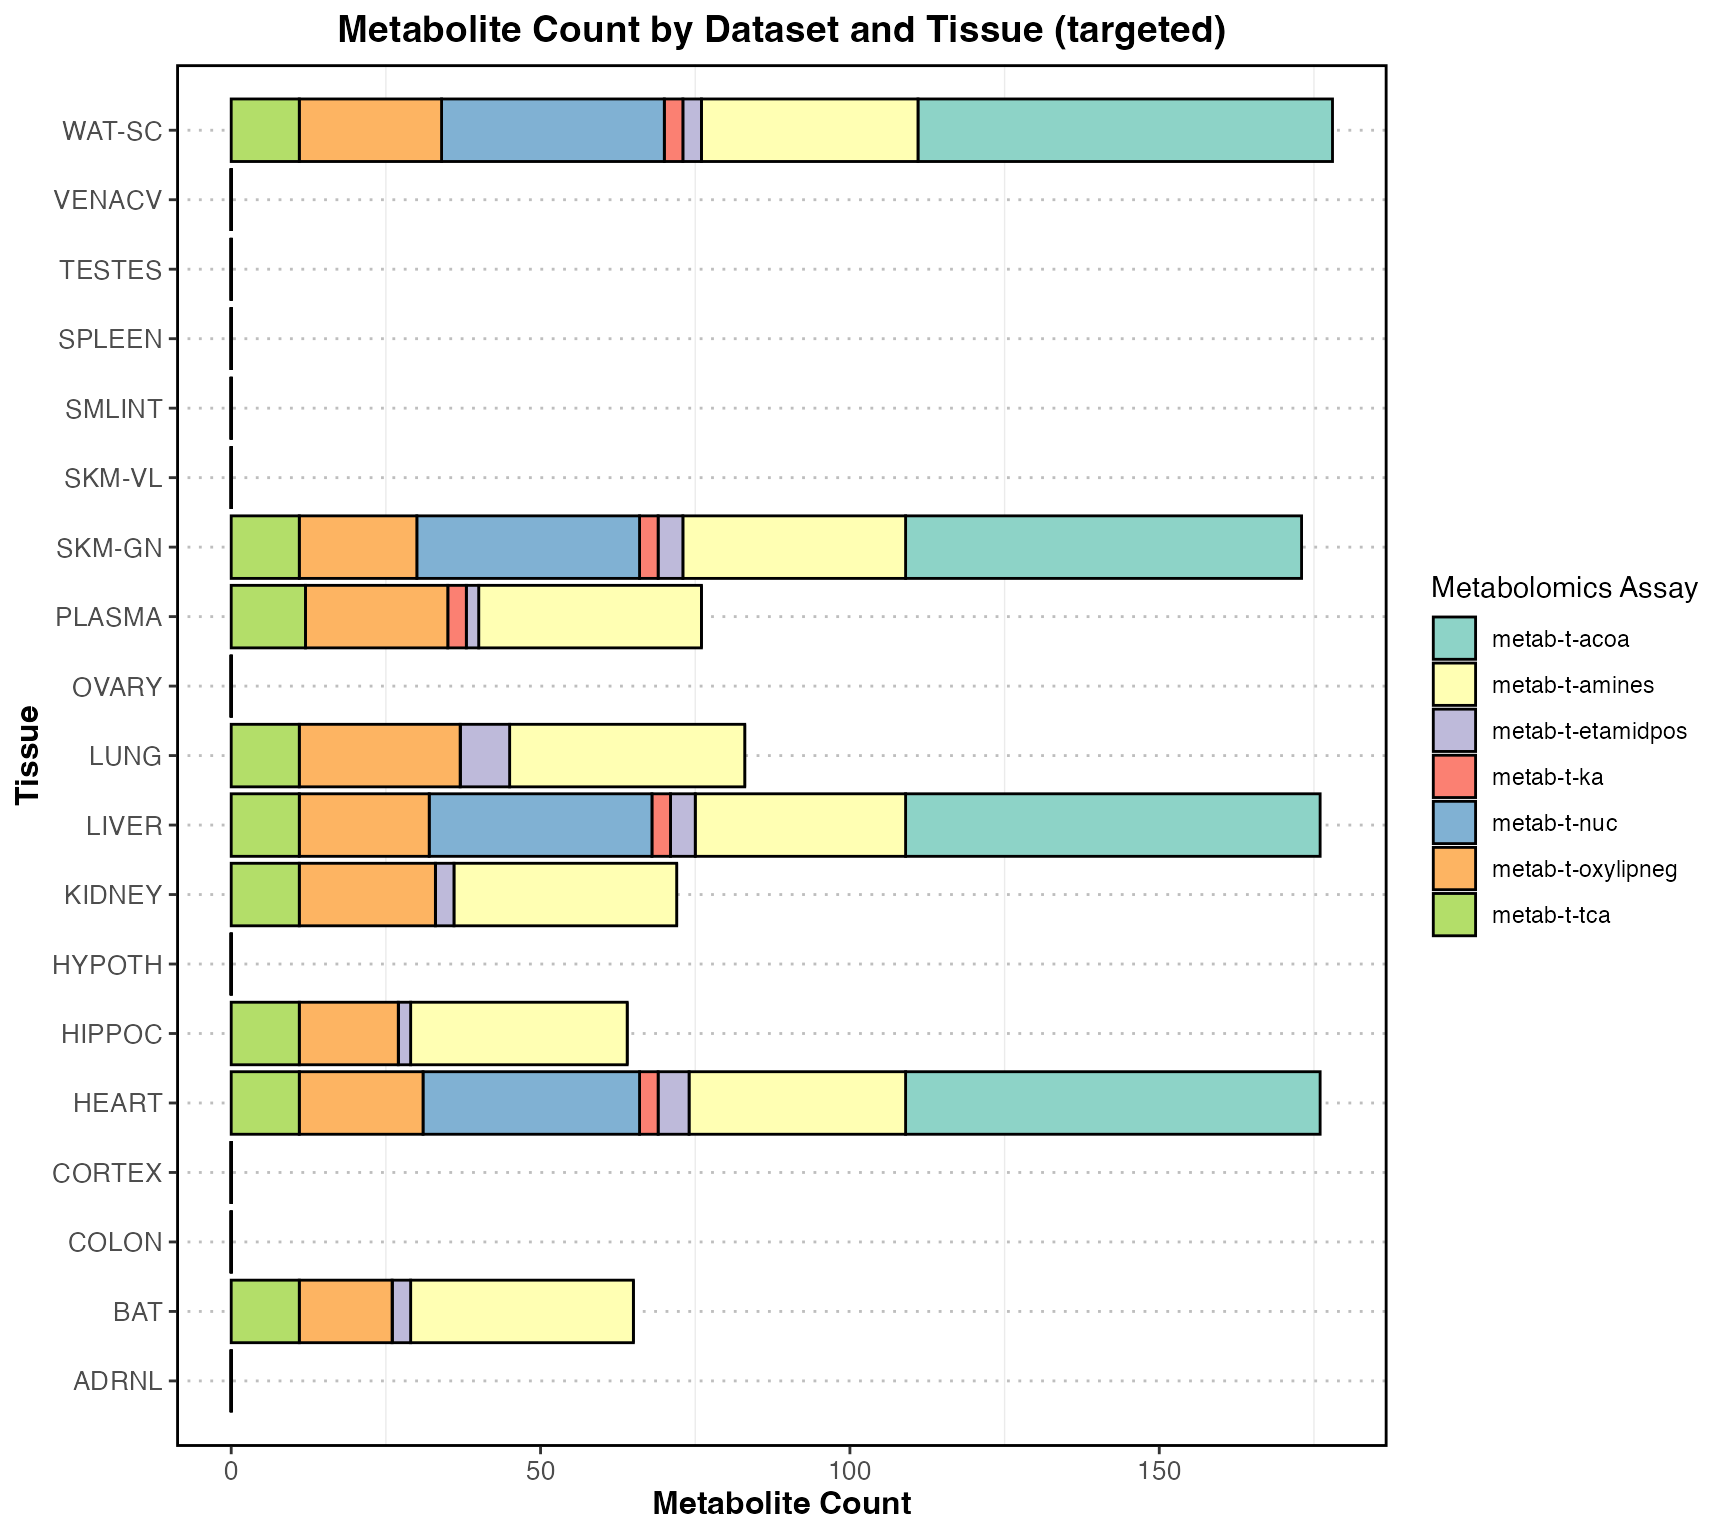 Metabolite Count by Dataset and Tissue (targeted)
WAT-SC
VENACV
TESTES
SPLEEN
SMLINT
SKM-VL
SKM-GN
PLASMA
OVARY
LUNG
LIVER
KIDNEY
HYPOTH
HIPPOC
HEART
CORTEX
COLON
BAT
ADRNL
Tissue
0 50 100 150
Metabolite Count
Metabolomics Assay
metab-t-acoa
metab-t-amines
metab-t-etamidpos
metab-t-ka
metab-t-nuc
metab-t-oxylipneg
metab-t-tca